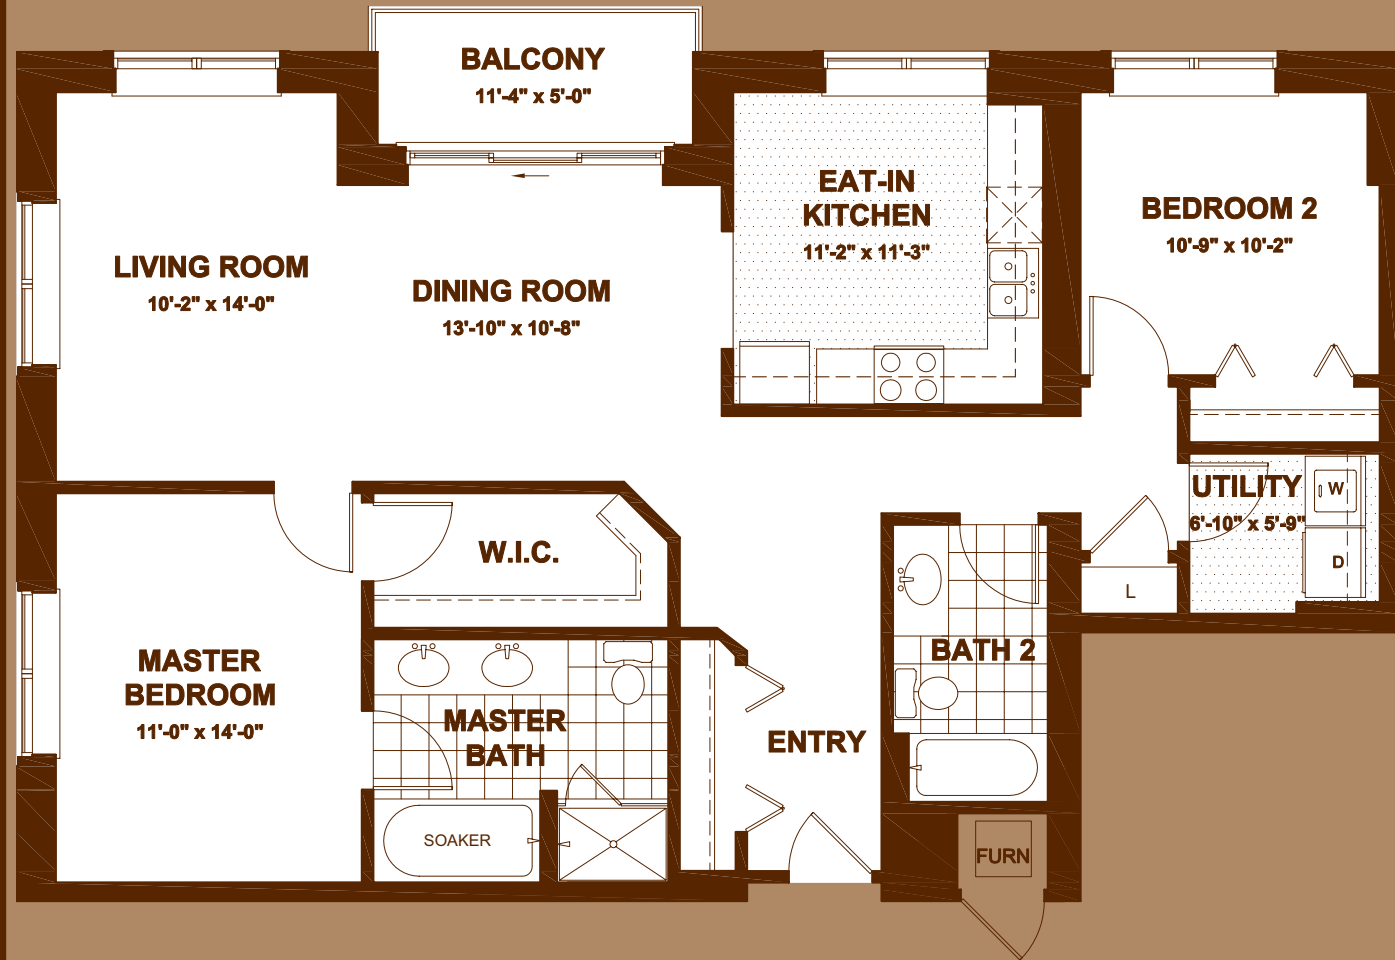 BALCONY
11'-4" x 5'-0"
EAT-IN
KITCHEN
11'-2" x 11'-3"
BEDROOM 2
10'-9" x 10'-2"
LIVING ROOM
10'-2" x 14'-0"
DINING ROOM
13'-10" x 10'-8"
UTILITY
6'-10" x 5'-9"
W
D
W.I.C.
L
MASTER
BEDROOM
11'-0" x 14'-0"
MASTER
BATH
BATH 2
ENTRY
SOAKER
FURN